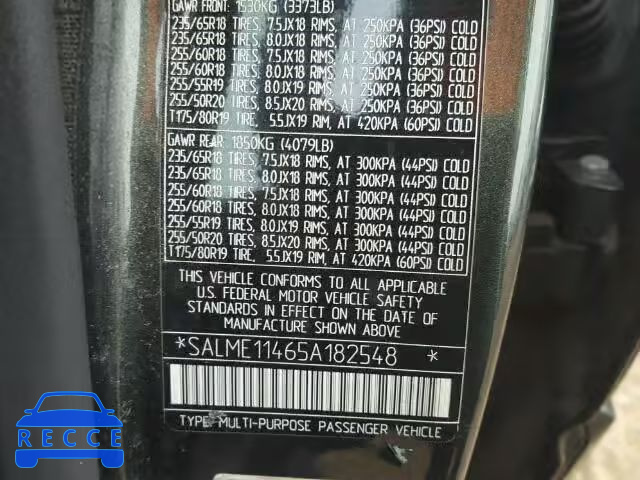 GAWR FRONT: 1530KG (3373LB)
235/65R18 TIRES, 7.5JX18 RIMS, AT 250KPA (36PSI) COLD
235/65R18 TIRES, 8.0JX18 RIMS, AT 250KPA (36PSI) COLD
255/60R18 TIRES, 7.5JX18 RIMS, AT 250KPA (36PSI) COLD
255/60R18 TIRES, 8.0JX18 RIMS, AT 250KPA (36PSI) COLD
255/55R19 TIRES, 8.0JX19 RIMS, AT 250KPA (36PSI) COLD
255/50R20 TIRES, 8.5JX20 RIMS, AT 250KPA (36PSI) COLD
T175/80R19 TIRE, 5.5JX19 RIM, AT 420KPA (60PSI) COLD
GAWR REAR: 1850KG (4079LB)
235/65R18 TIRES, 7.5JX18 RIMS, AT 300KPA (44PSI) COLD
235/65R18 TIRES, 8.0JX18 RIMS, AT 300KPA (44PSI) COLD
255/60R18 TIRES, 7.5JX18 RIMS, AT 300KPA (44PSI) COLD
255/60R18 TIRES, 8.0JX18 RIMS, AT 300KPA (44PSI) COLD
255/55R19 TIRES, 8.0JX19 RIMS, AT 300KPA (44PSI) COLD
255/50R20 TIRES, 8.5JX20 RIMS, AT 300KPA (44PSI) COLD
T175/80R19 TIRE, 5.5JX19 RIM, AT 420KPA (60PSI) COLD
THIS VEHICLE CONFORMS TO ALL APPLICABLE
U.S. FEDERAL MOTOR VEHICLE SAFETY
STANDARDS IN EFFECT ON THE DATE OF
MANUFACTURE SHOWN ABOVE
*SALME11465A182548 *
TYPE: MULTI-PURPOSE PASSENGER VEHICLE
RECCE